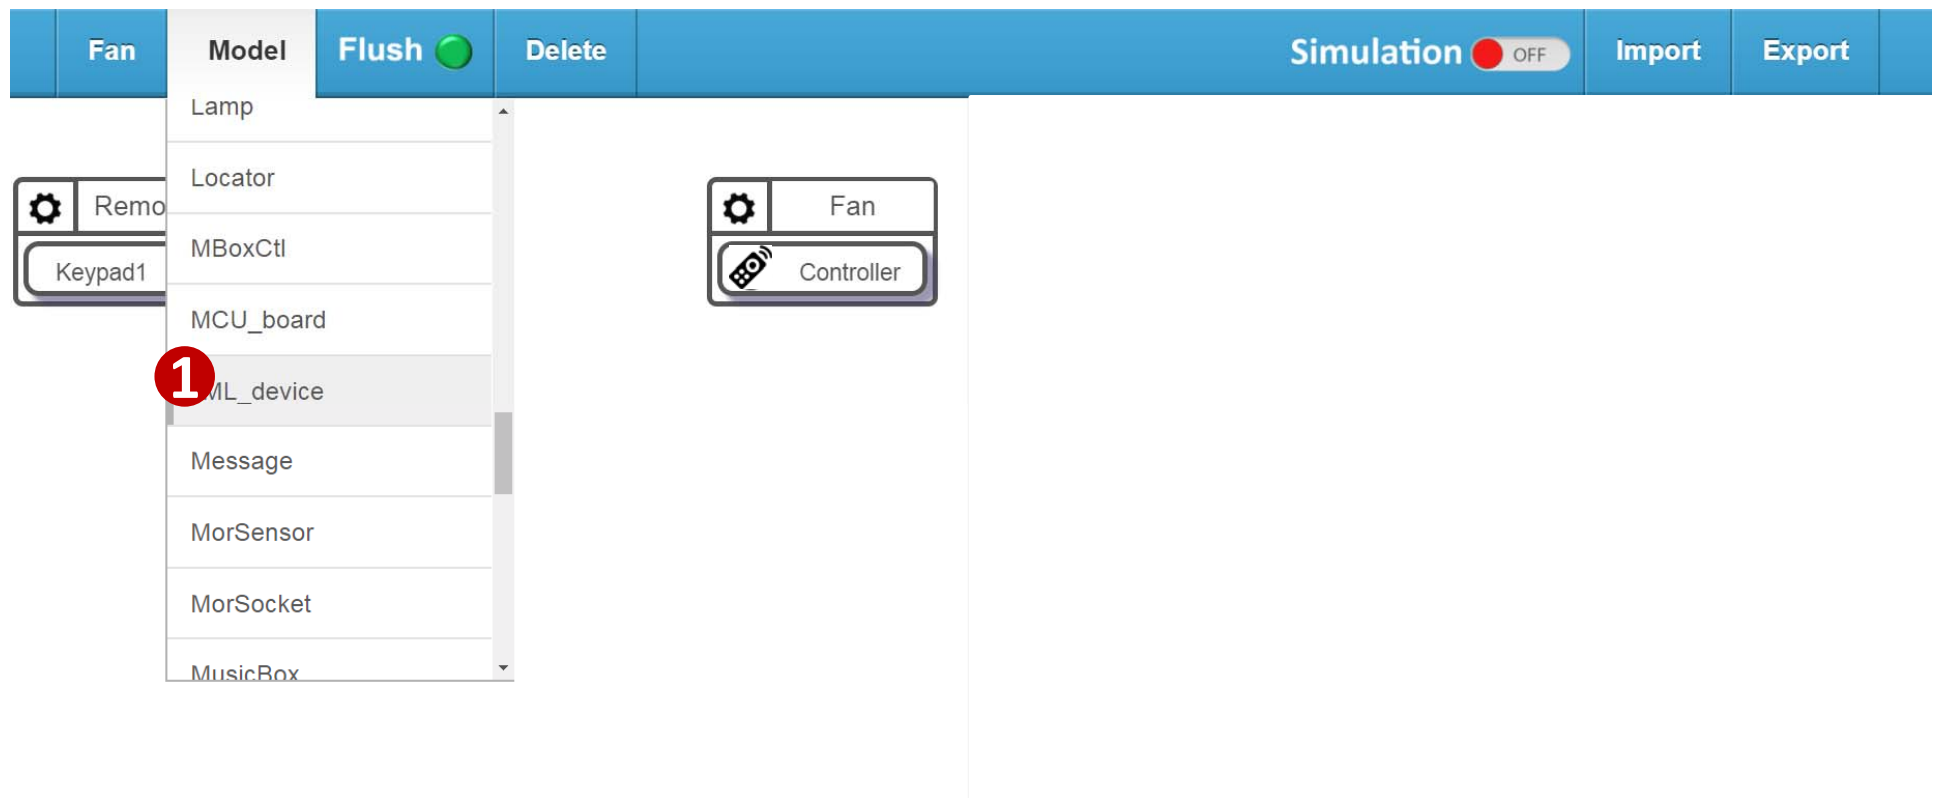 Fan Model Flush Delete Simulation OFF Import Export
Lamp
Locator
Remo
Fan
MBoxCtl
Keypad1
Controller
MCU_board
1
ML_device
Message
MorSensor
MorSocket
MusicBox